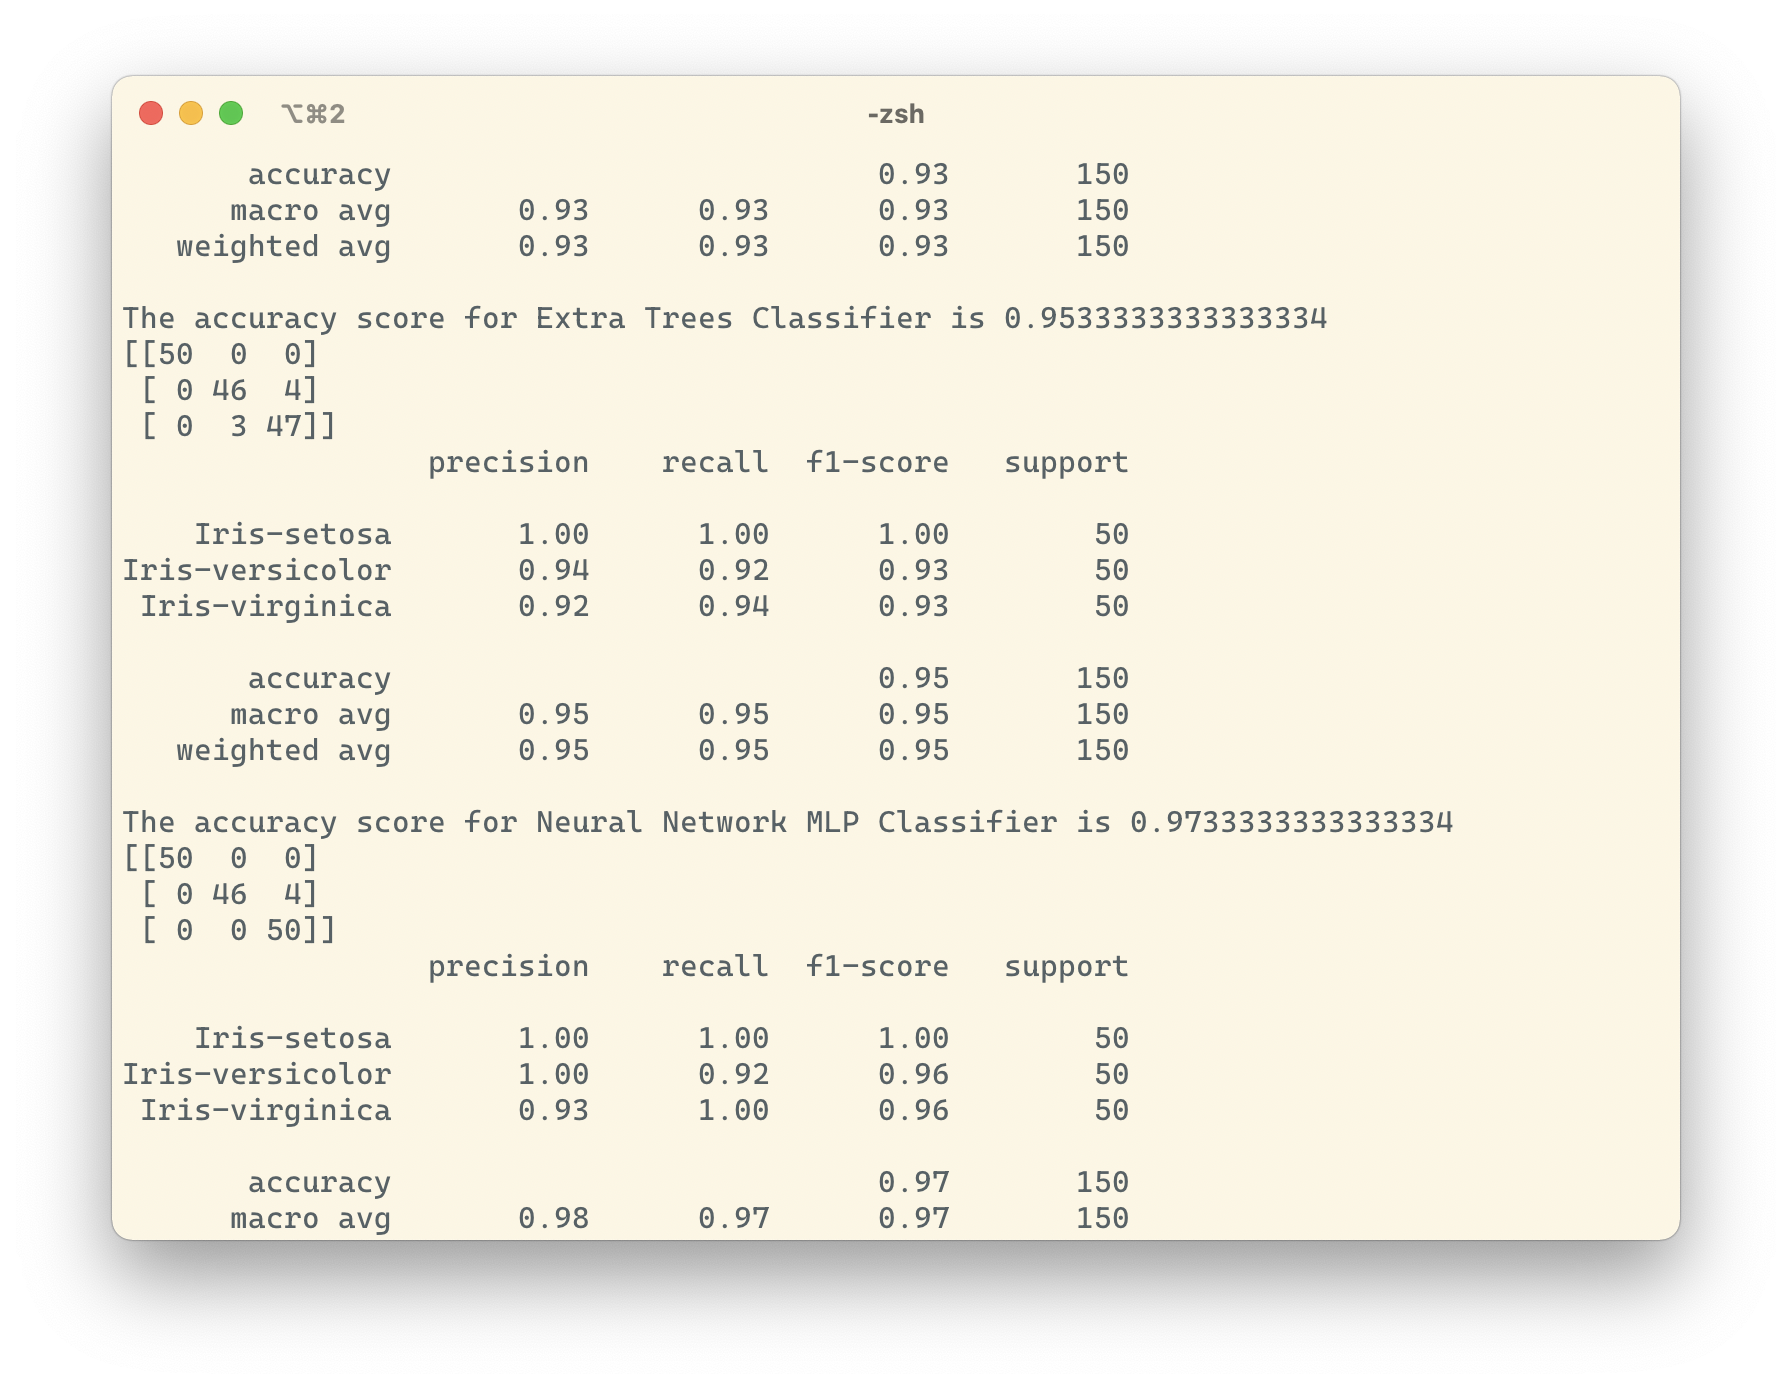 ⌥⌘2 -zsh
accuracy 0.93 150
macro avg 0.93 0.93 0.93 150
weighted avg 0.93 0.93 0.93 150
The accuracy score for Extra Trees Classifier is 0.9533333333333334
[[50  0  0]
 [ 0 46  4]
 [ 0  3 47]]
precision recall f1-score support
Iris-setosa 1.00 1.00 1.00 50
Iris-versicolor 0.94 0.92 0.93 50
Iris-virginica 0.92 0.94 0.93 50
accuracy 0.95 150
macro avg 0.95 0.95 0.95 150
weighted avg 0.95 0.95 0.95 150
The accuracy score for Neural Network MLP Classifier is 0.9733333333333334
[[50  0  0]
 [ 0 46  4]
 [ 0  0 50]]
precision recall f1-score support
Iris-setosa 1.00 1.00 1.00 50
Iris-versicolor 1.00 0.92 0.96 50
Iris-virginica 0.93 1.00 0.96 50
accuracy 0.97 150
macro avg 0.98 0.97 0.97 150